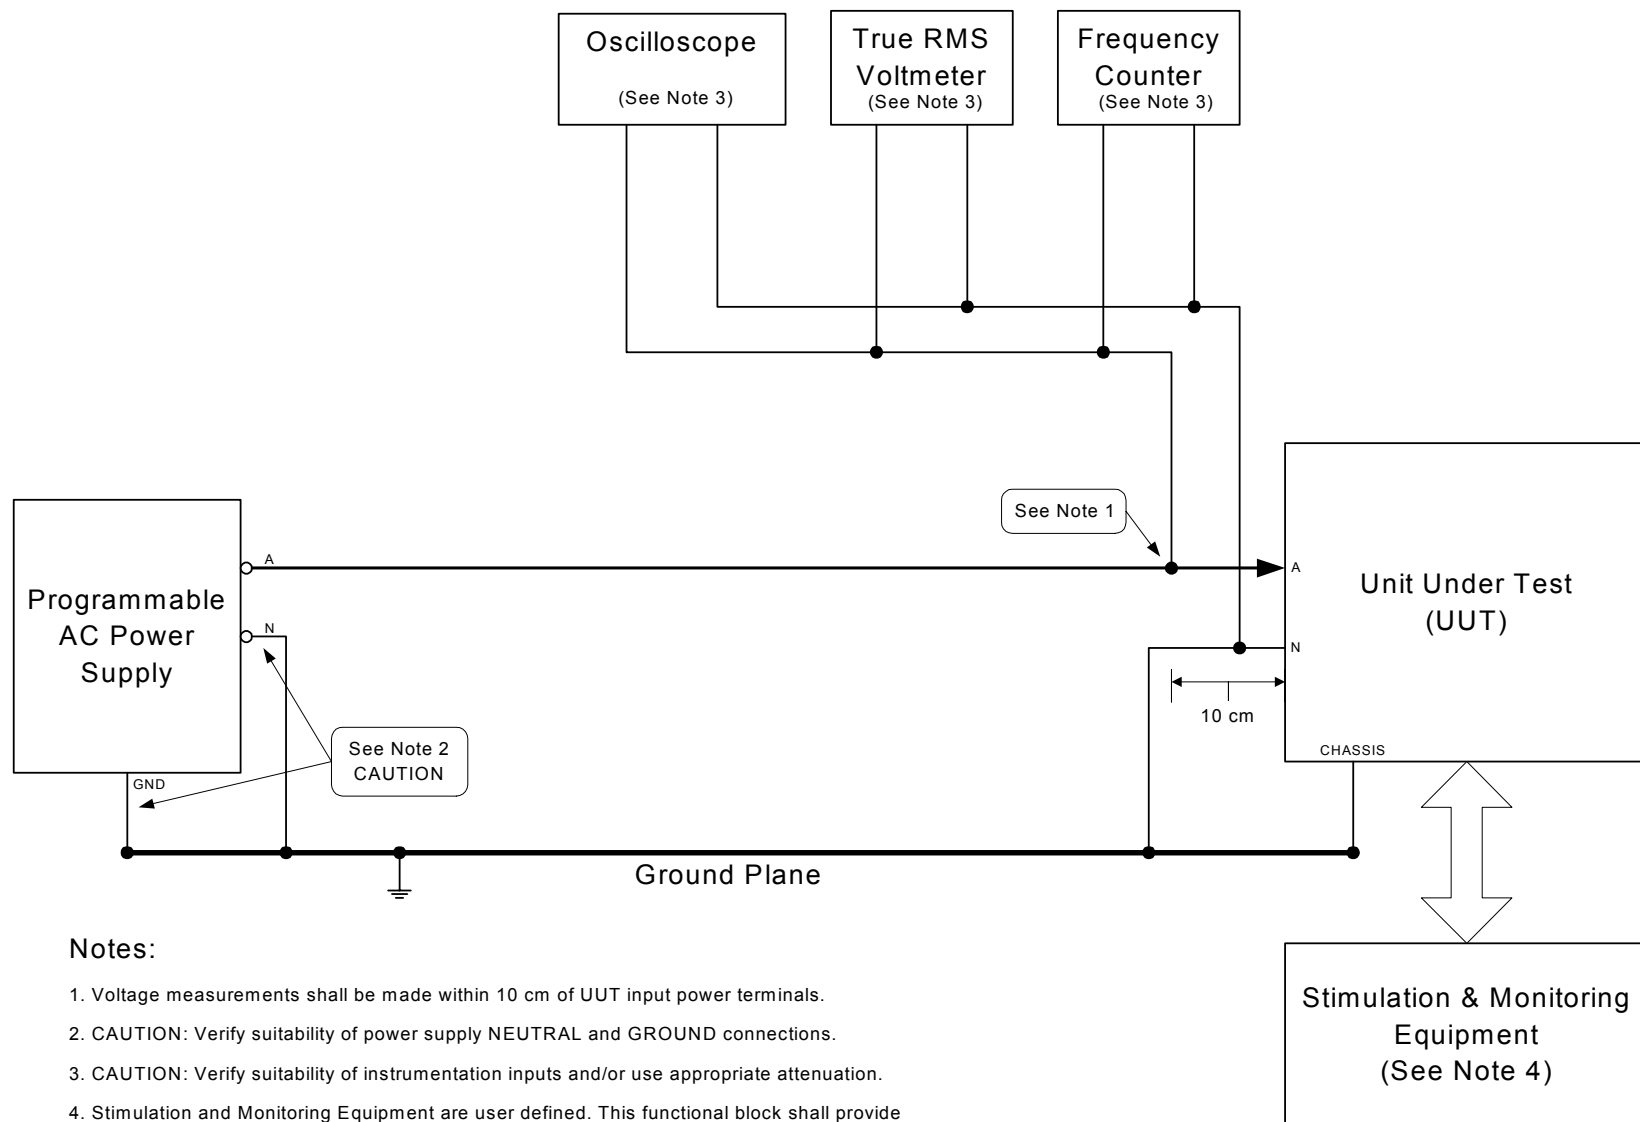 Oscilloscope
(See Note 3)
True RMS
Voltmeter
(See Note 3)
Frequency
Counter
(See Note 3)
See Note 1
Programmable
AC Power
Supply
A
N
GND
See Note 2
CAUTION
A
N
10 cm
CHASSIS
Unit Under Test
(UUT)
Ground Plane
Stimulation & Monitoring
Equipment
(See Note 4)
Notes:
1. Voltage measurements shall be made within 10 cm of UUT input power terminals.
2. CAUTION: Verify suitability of power supply NEUTRAL and GROUND connections.
3. CAUTION: Verify suitability of instrumentation inputs and/or use appropriate attenuation.
4. Stimulation and Monitoring Equipment are user defined. This functional block shall provide